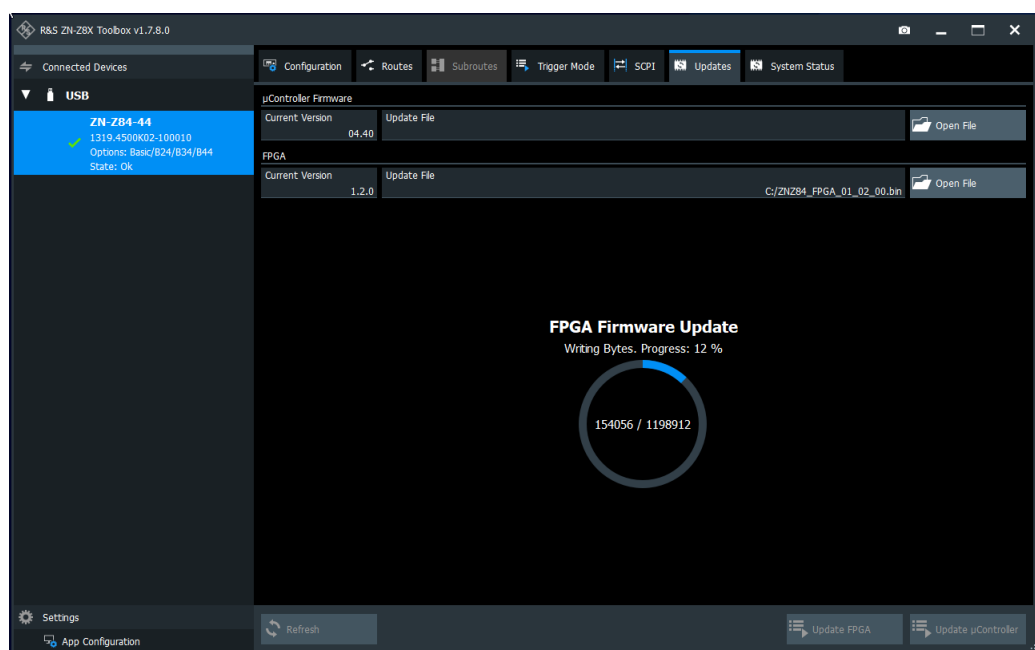 R&S ZN-Z8X Toolbox v1.7.8.0
Connected Devices
USB
ZN-Z84-44
1319.4500K02-100010
Options: Basic/B24/B34/B44
State: Ok
Settings
App Configuration
Configuration Routes Subroutes Trigger Mode SCPI Updates System Status
µController Firmware
Current Version Update File
04.40 Open File
FPGA
Current Version Update File
1.2.0 C:/ZNZ84_FPGA_01_02_00.bin Open File
FPGA Firmware Update
Writing Bytes. Progress: 12 %
154056 / 1198912
Refresh Update FPGA Update µController